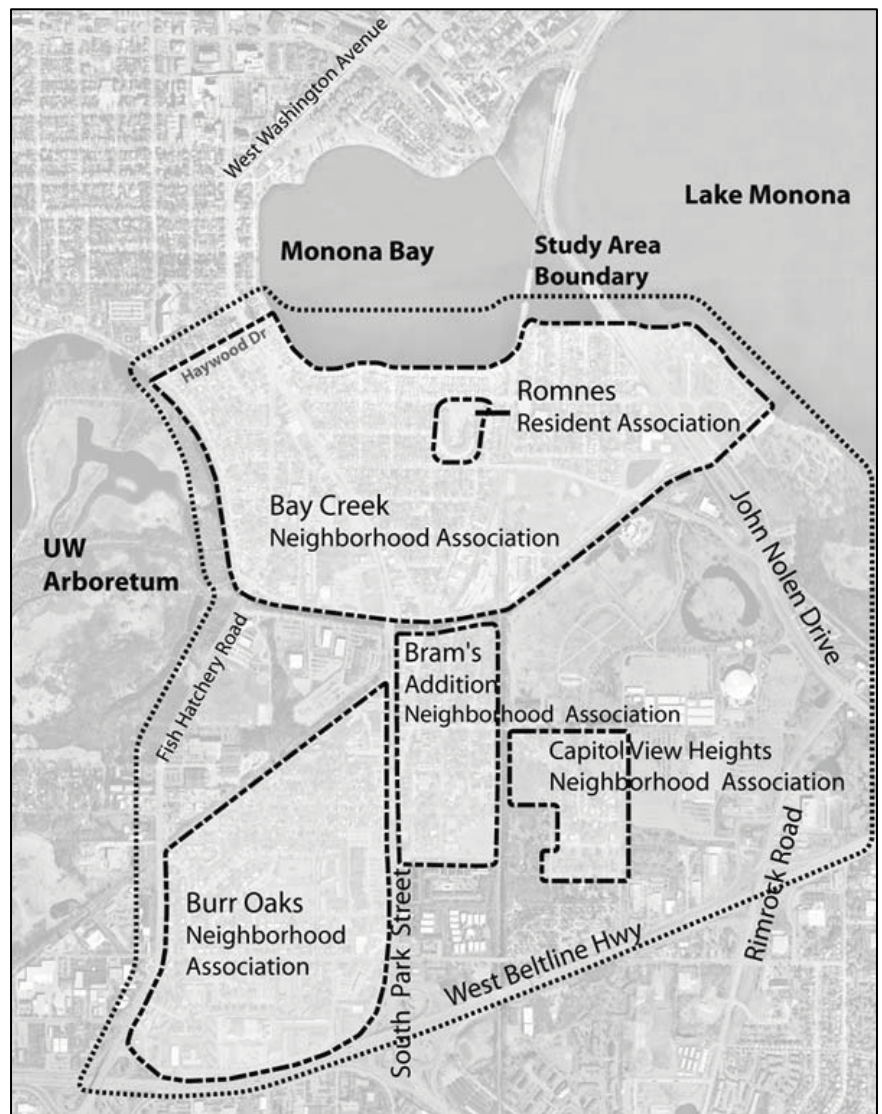 West Washington Avenue
Lake Monona
Monona Bay
Study Area
Boundary
Haywood Dr
Romnes
Resident Association
Bay Creek
Neighborhood Association
UW
Arboretum
John Nolen Drive
Fish Hatchery Road
Bram's
Addition
Neighborhood Association
Capitol View Heights
Neighborhood Association
Rimrock Road
Burr Oaks
Neighborhood
Association
South Park Street
West Beltline Hwy